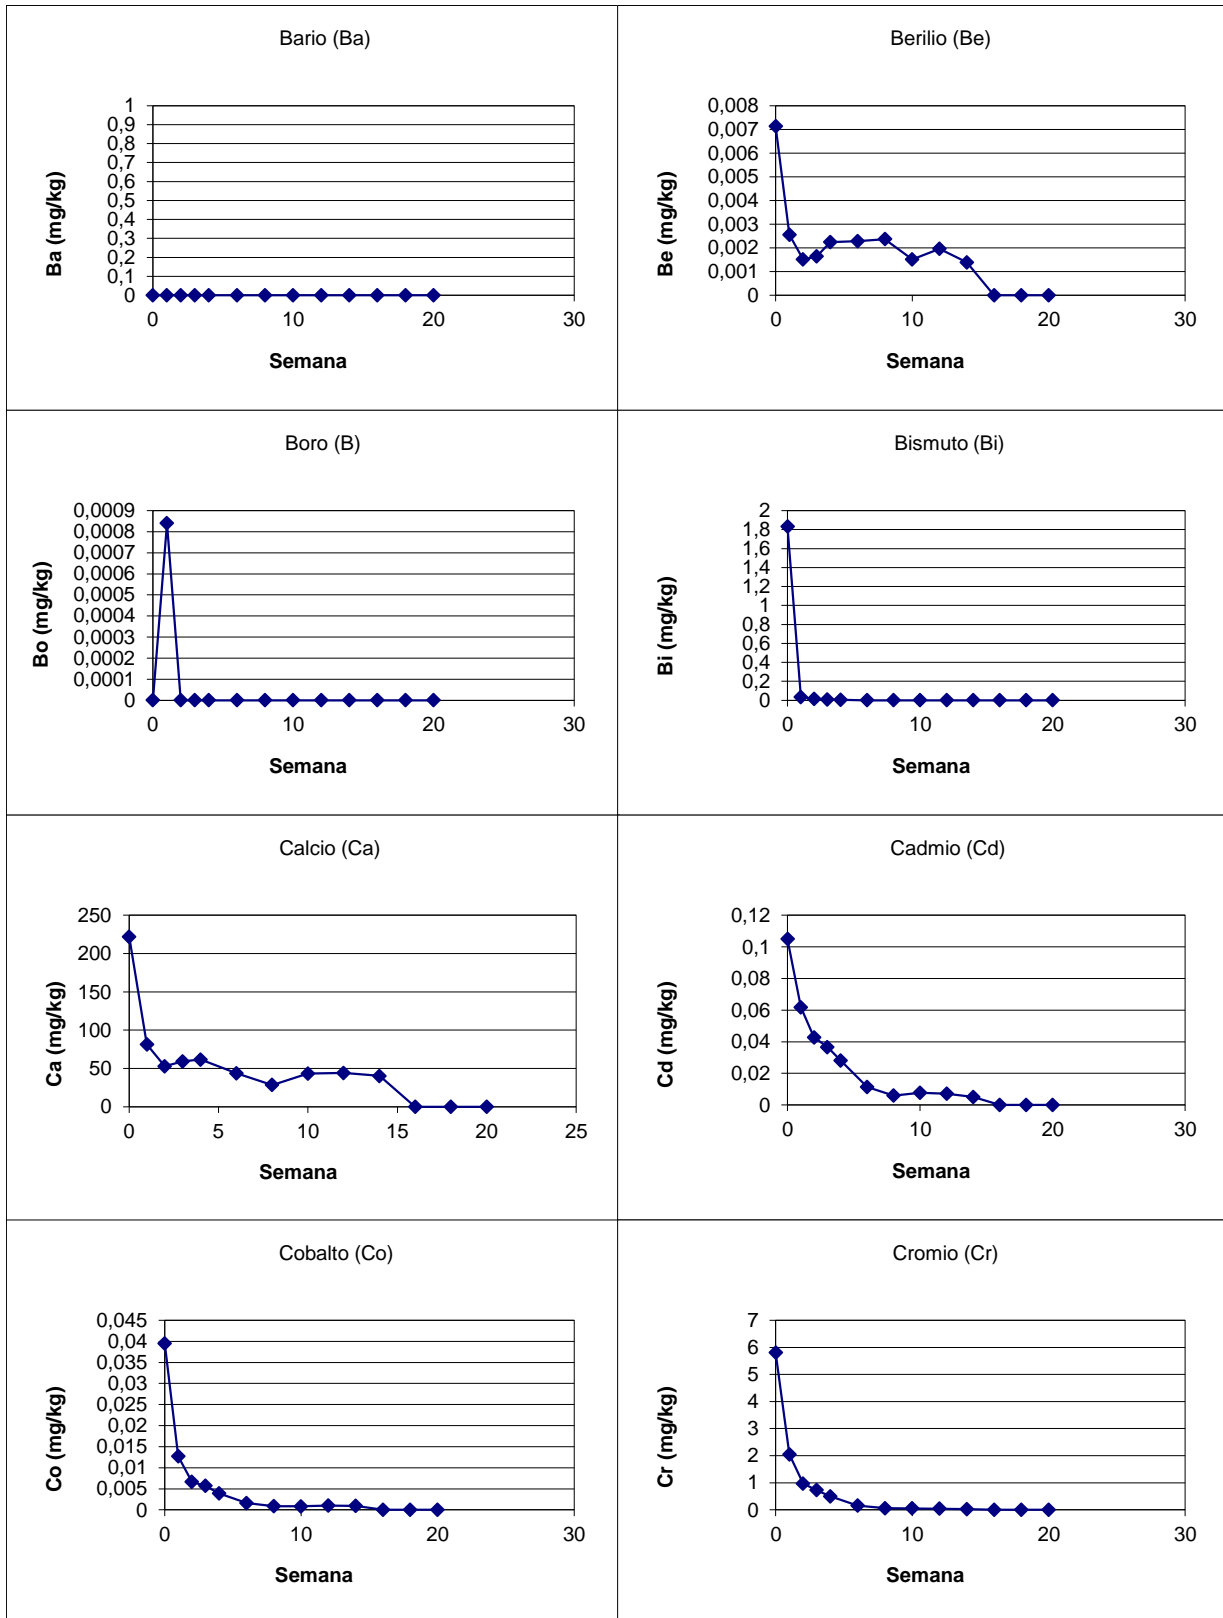 Bario (Ba)
1
0,9
0,8
0,7
0,6
0,5
0,4
0,3
0,2
0,1
0
0 10 20 30
Ba (mg/kg)
Semana
Berilio (Be)
0,008
0,007
0,006
0,005
0,004
0,003
0,002
0,001
0
0 10 20 30
Be (mg/kg)
Semana
Boro (B)
0,0009
0,0008
0,0007
0,0006
0,0005
0,0004
0,0003
0,0002
0,0001
0
0 10 20 30
Bo (mg/kg)
Semana
Bismuto (Bi)
2
1,8
1,6
1,4
1,2
1
0,8
0,6
0,4
0,2
0
0 10 20 30
Bi (mg/kg)
Semana
Calcio (Ca)
250
200
150
100
50
0
0 5 10 15 20 25
Ca (mg/kg)
Semana
Cadmio (Cd)
0,12
0,1
0,08
0,06
0,04
0,02
0
0 10 20 30
Cd (mg/kg)
Semana
Cobalto (Co)
0,045
0,04
0,035
0,03
0,025
0,02
0,015
0,01
0,005
0
0 10 20 30
Co (mg/kg)
Semana
Cromio (Cr)
7
6
5
4
3
2
1
0
0 10 20 30
Cr (mg/kg)
Semana